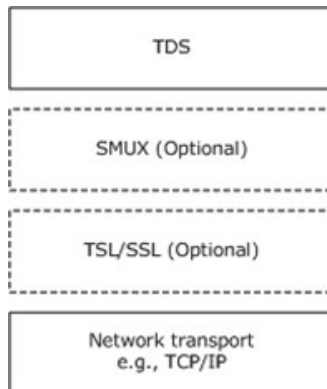 TDS
SMUX (Optional)
TSL/SSL (Optional)
Network transport
e.g., TCP/IP